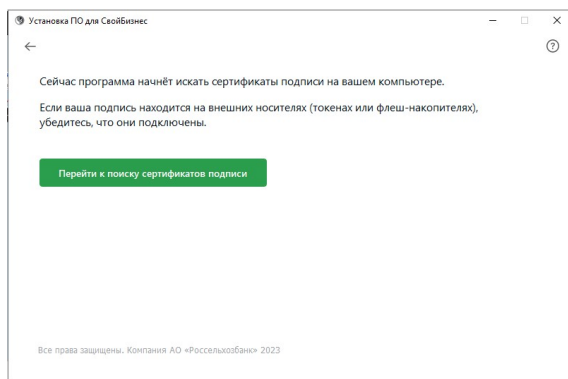 Установка ПО для СвойБизнес
Сейчас программа начнёт искать сертификаты подписи на вашем компьютере.
Если ваша подпись находится на внешних носителях (токенах или флеш-накопителях),
убедитесь, что они подключены.
Перейти к поиску сертификатов подписи
Все права защищены. Компания АО «Россельхозбанк» 2023